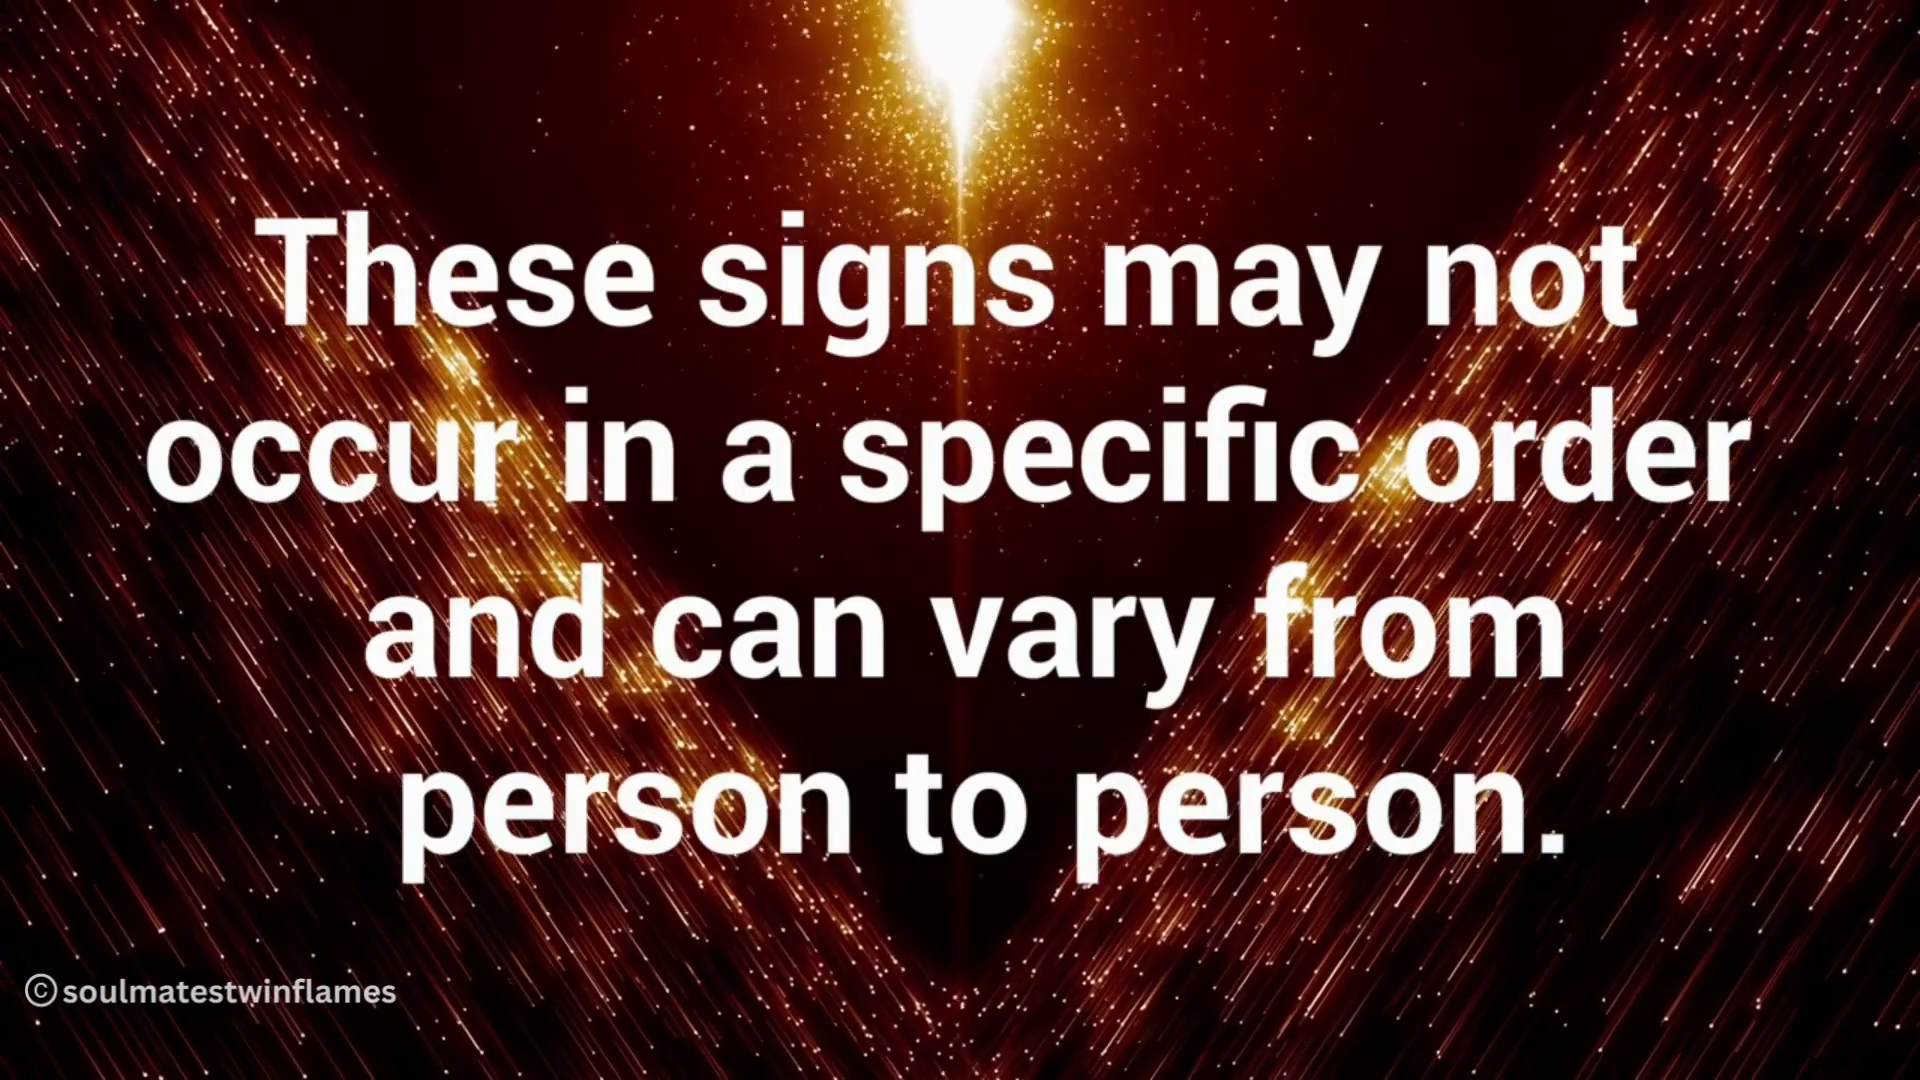 These signs may not
occur in a specific order
and can vary from
person to person.
©soulmatestwinflames